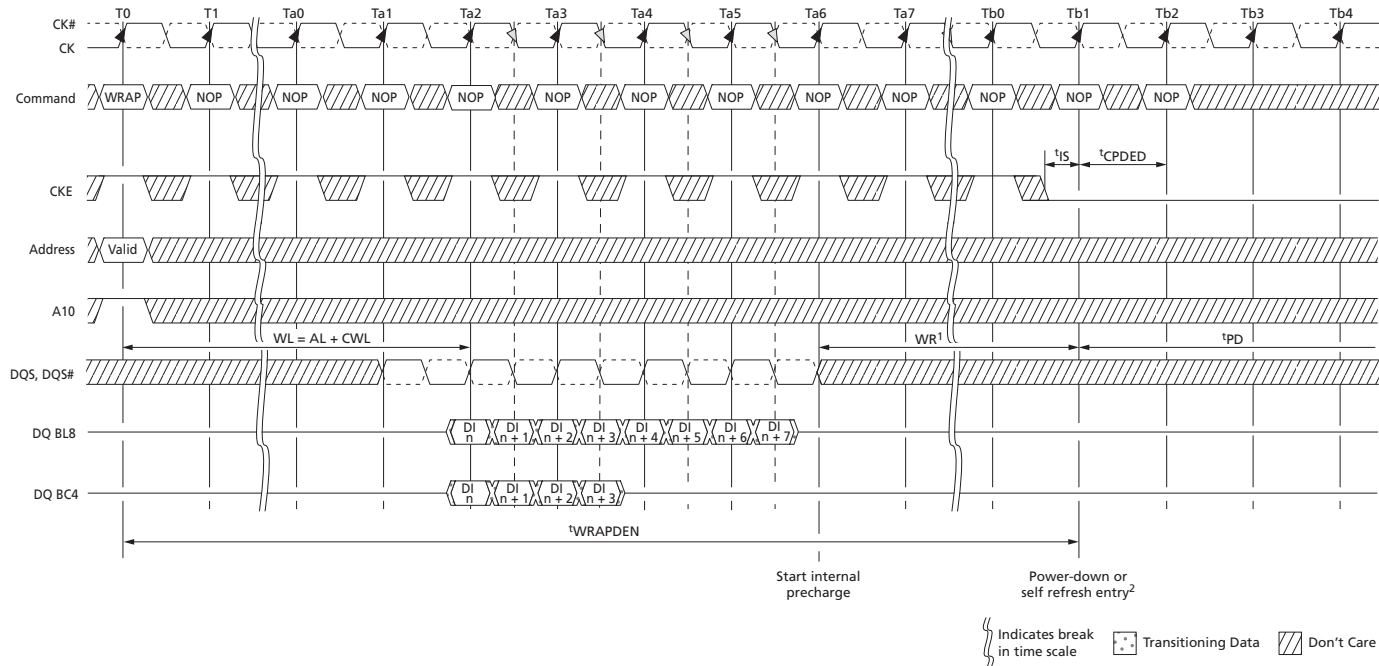 T0 T1 Ta0 Ta1 Ta2 Ta3 Ta4 Ta5 Ta6 Ta7 Tb0 Tb1 Tb2 Tb3 Tb4
CK#
CK
Command WRAP NOP NOP NOP NOP NOP NOP NOP NOP NOP NOP NOP NOP
tIS tCPDED
CKE
Address Valid
A10
WL = AL + CWL WR1 tPD
DQS, DQS#
DQ BL8 DI n DI n + 1 DI n + 2 DI n + 3 DI n + 4 DI n + 5 DI n + 6 DI n + 7
DQ BC4 DI n DI n + 1 DI n + 2 DI n + 3
tWRAPDEN
Start internal
precharge
Power-down or
self refresh entry2
Indicates break
in time scale
Transitioning Data
Don't Care